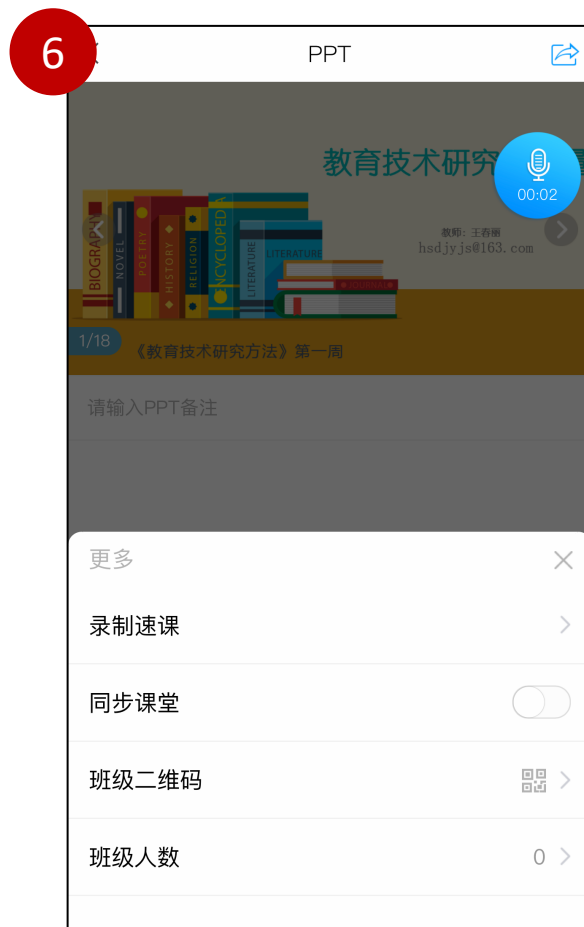 6
PPT
教育技术研究
00:02
BIOGRAPHY
NOVEL
POETRY
HISTORY
RELIGION
ENCYCLOPEDIA
LITERATURE
LITERATURE
JOURNAL
教师：王春丽
hsdjyjs@163.com
1/18
《教育技术研究方法》第一周
请输入PPT备注
更多
录制速课
同步课堂
班级二维码
班级人数 0